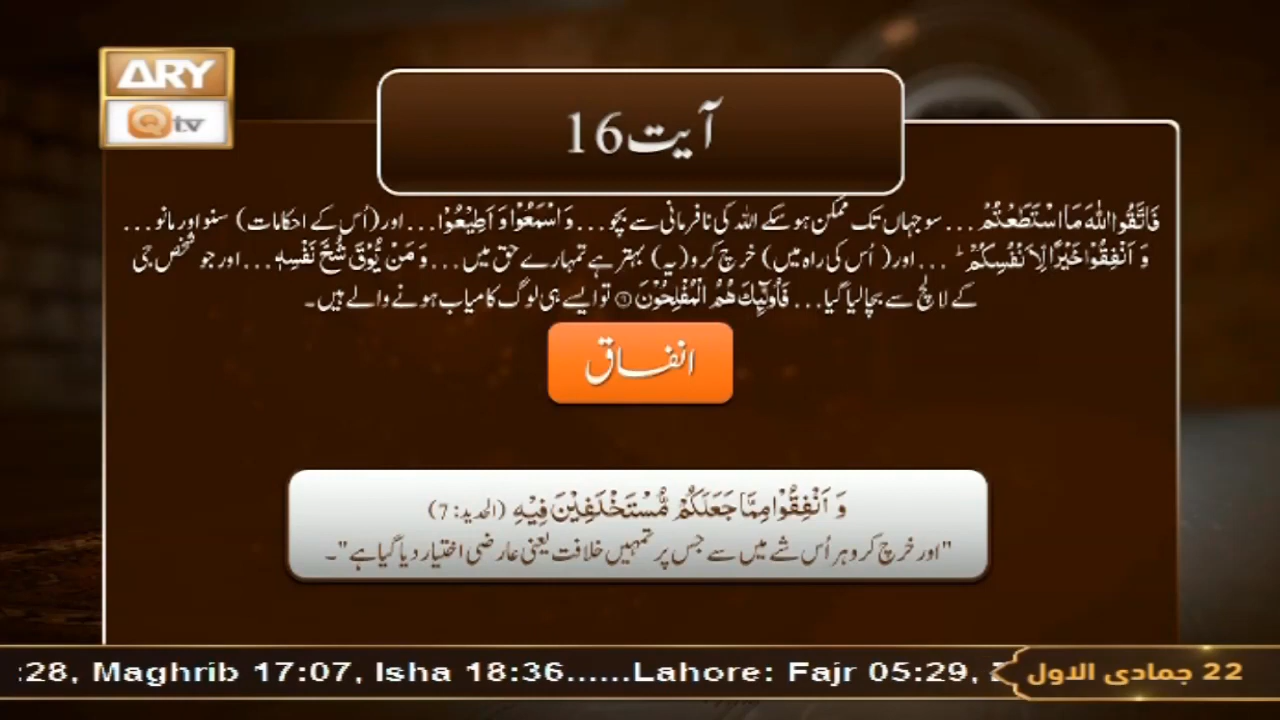 ARY
Qtv
آیت 16
فَاتَّقُوا اللّٰهَ مَا اسْتَطَعْتُمْ... سو جہاں تک ممکن ہو سکے اللہ کی نافرمانی سے بچو... وَ اسْمَعُوْا وَ اَطِیْعُوْا... اور (اُس کے احکامات) سنو اور مانو...
وَ اَنْفِقُوْا خَیْرًا لِّاَنْفُسِكُمْؕ... اور (اُس کی راہ میں) خرچ کرو (یہ) بہتر ہے تمہارے حق میں... وَ مَنْ یُّوْقَ شُحَّ نَفْسِهٖ... اور جو شخص جی
کے لالچ سے بچا لیا گیا... فَاُولٰٓىِٕكَ هُمُ الْمُفْلِحُوْنَ۝۱۶ تو ایسے ہی لوگ کامیاب ہونے والے ہیں۔
انفاق
وَ اَنْفِقُوْا مِمَّا جَعَلَكُمْ مُّسْتَخْلَفِیْنَ فِیْهِ (الحدید: 7)
"اور خرچ کرو ہر اُس شے میں سے جس پر تمہیں خلافت یعنی عارضی اختیار دیا گیا ہے"۔
:28, Maghrib 17:07, Isha 18:36......Lahore: Fajr 05:29,
22 جمادی الاول